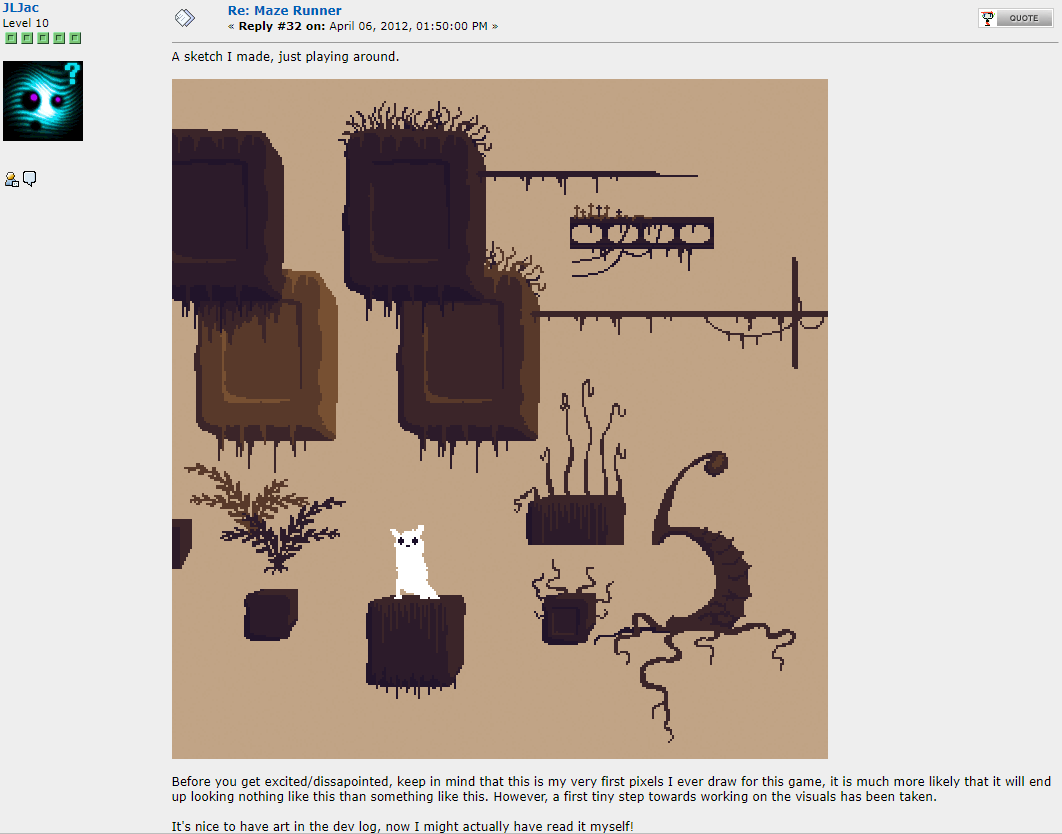 JLJac
Level 10
Re: Maze Runner
« Reply #32 on: April 06, 2012, 01:50:00 PM »
QUOTE
A sketch I made, just playing around.
?
Before you get excited/dissapointed, keep in mind that this is my very first pixels I ever draw for this game, it is much more likely that it will end
up looking nothing like this than something like this. However, a first tiny step towards working on the visuals has been taken.
It's nice to have art in the dev log, now I might actually have read it myself!